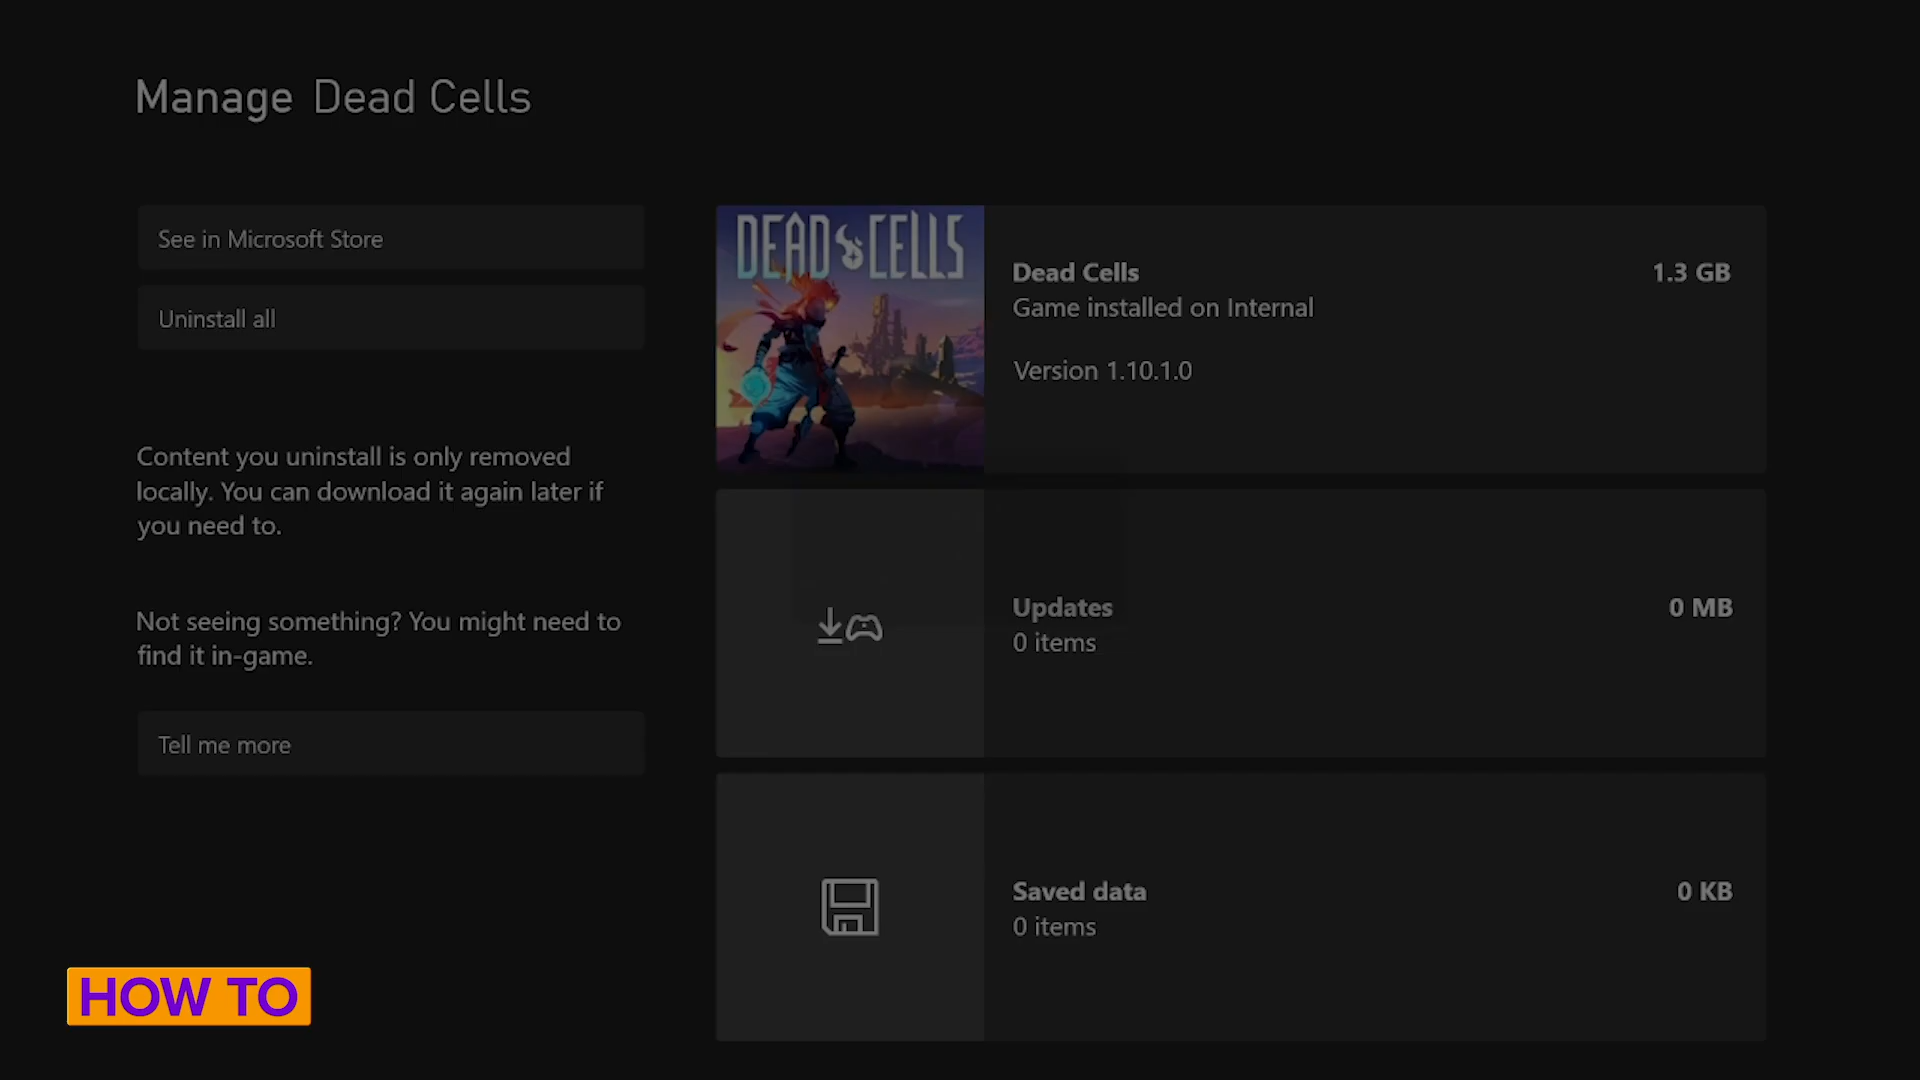 Manage Dead Cells
See in Microsoft Store
Uninstall all
Content you uninstall is only removed
locally. You can download it again later if
you need to.
Not seeing something? You might need to
find it in-game.
Tell me more
DEAD CELLS
Dead Cells
1.3 GB
Game installed on Internal
Version 1.10.1.0
Updates
0 MB
0 items
Saved data
0 KB
0 items
HOW TO